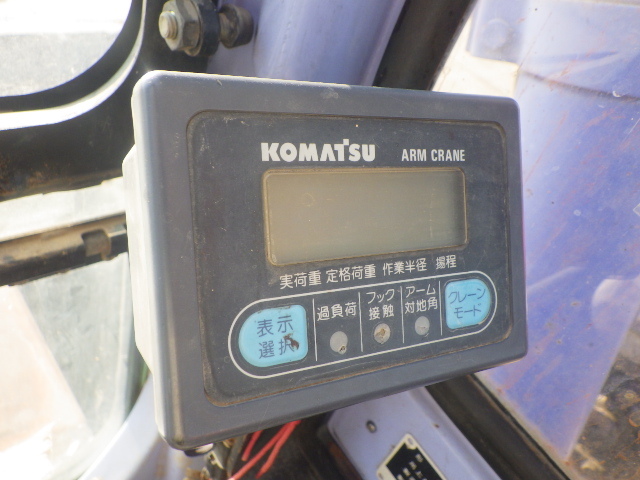 KOMATSU ARM CRANE
実荷重 定格荷重 作業半径 揚程
表示
選択
過負荷
フック
接触
アーム
対地角
クレーン
モード